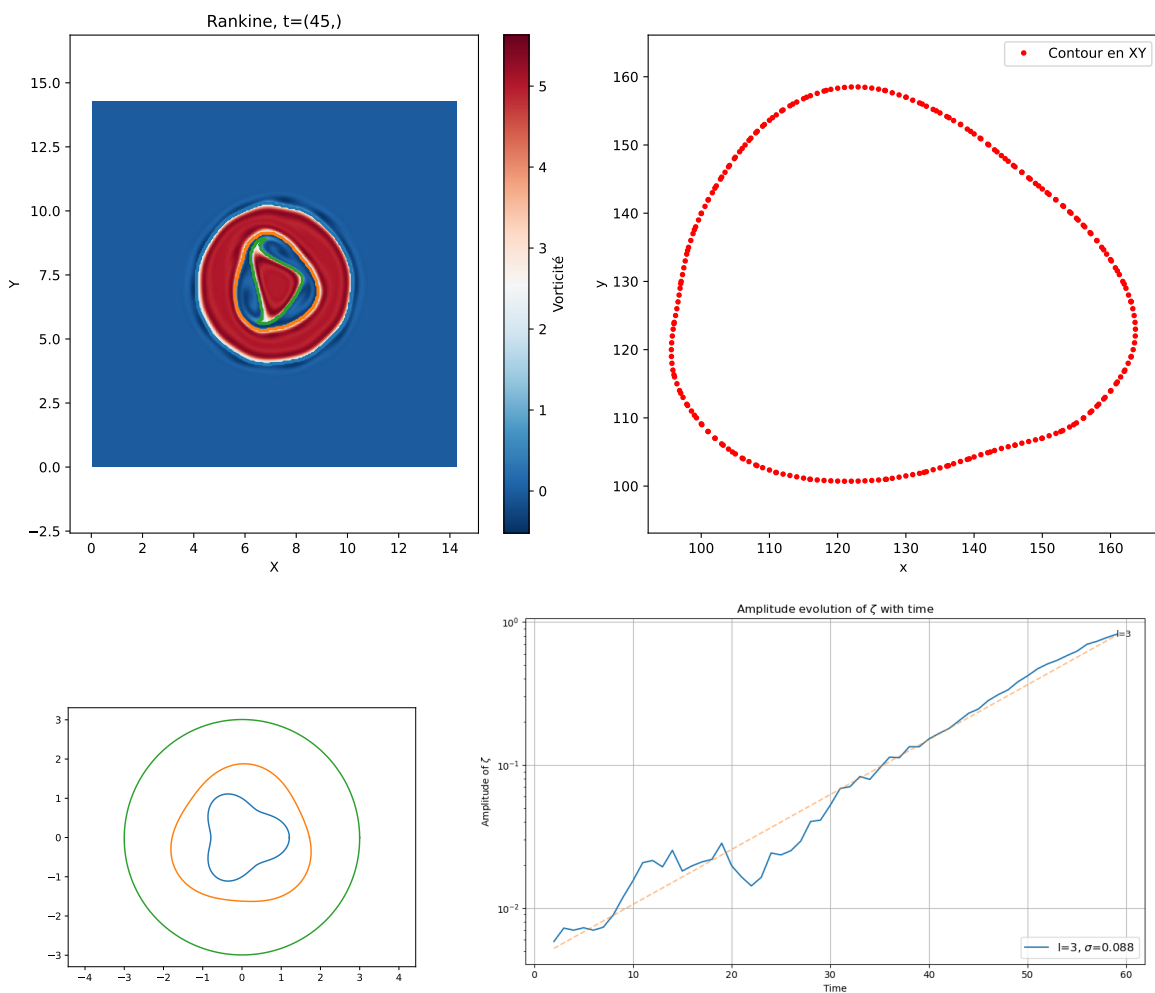 Rankine, t=(45,)
15.0
12.5
10.0
7.5
5.0
2.5
0.0
−2.5
Y
0 2 4 6 8 10 12 14
X
5
4
3
2
1
0
Vorticité
Contour en XY
160
150
140
130
120
110
100
y
100 110 120 130 140 150 160
x
3
2
1
0
−1
−2
−3
−4 −3 −2 −1 0 1 2 3 4
Amplitude evolution of ζ with time
10⁰
10⁻¹
10⁻²
Amplitude of ζ
l=3
l=3, σ=0.088
0 10 20 30 40 50 60
Time